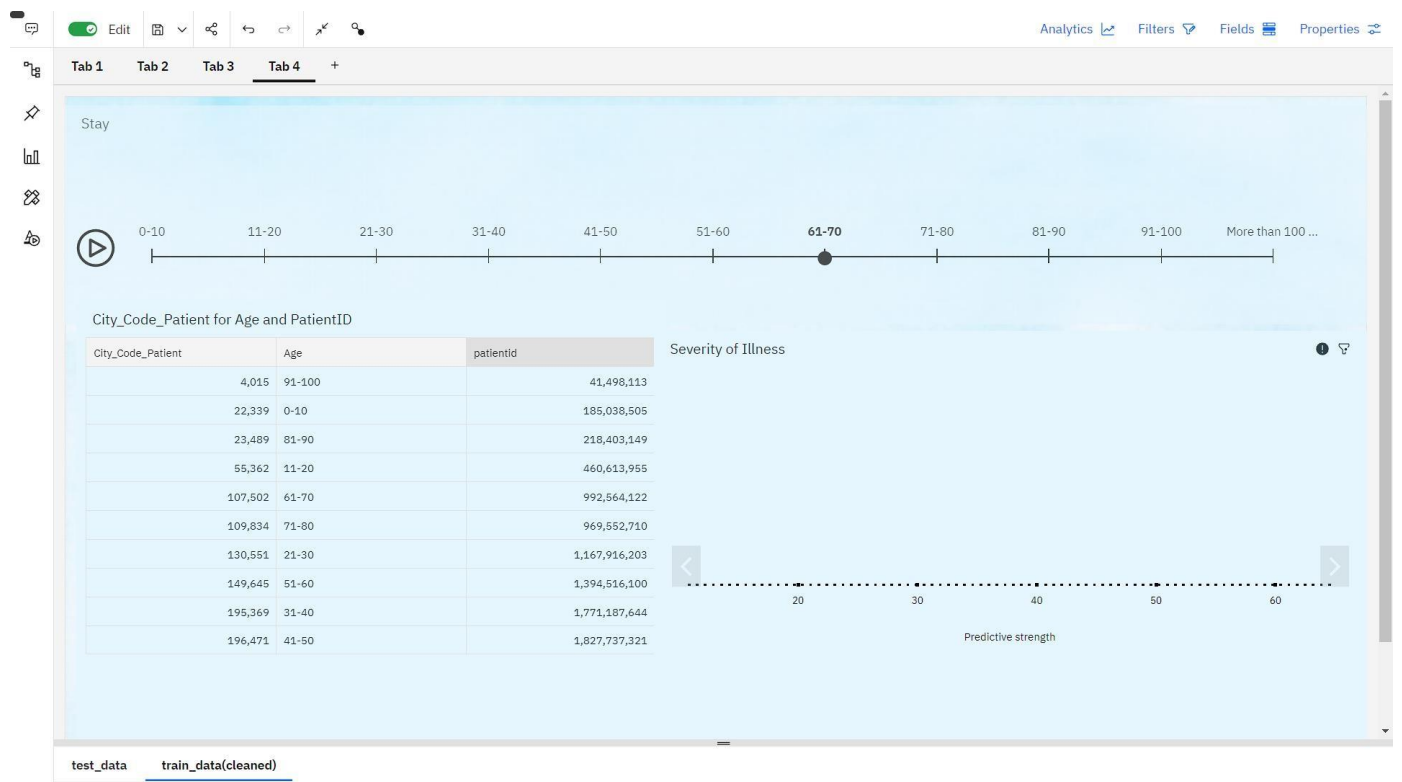 Edit
Analytics Filters Fields Properties
Tab 1 Tab 2 Tab 3 Tab 4 +
Stay
0-10 11-20 21-30 31-40 41-50 51-60 61-70 71-80 81-90 91-100 More than 100 ...
City_Code_Patient for Age and PatientID
City_Code_Patient Age patientid
4,015 91-100 41,498,113
22,339 0-10 185,038,505
23,489 81-90 218,403,149
55,362 11-20 460,613,955
107,502 61-70 992,564,122
109,834 71-80 969,552,710
130,551 21-30 1,167,916,203
149,645 51-60 1,394,516,100
195,369 31-40 1,771,187,644
196,471 41-50 1,827,737,321
Severity of Illness
20 30 40 50 60
Predictive strength
test_data train_data(cleaned)